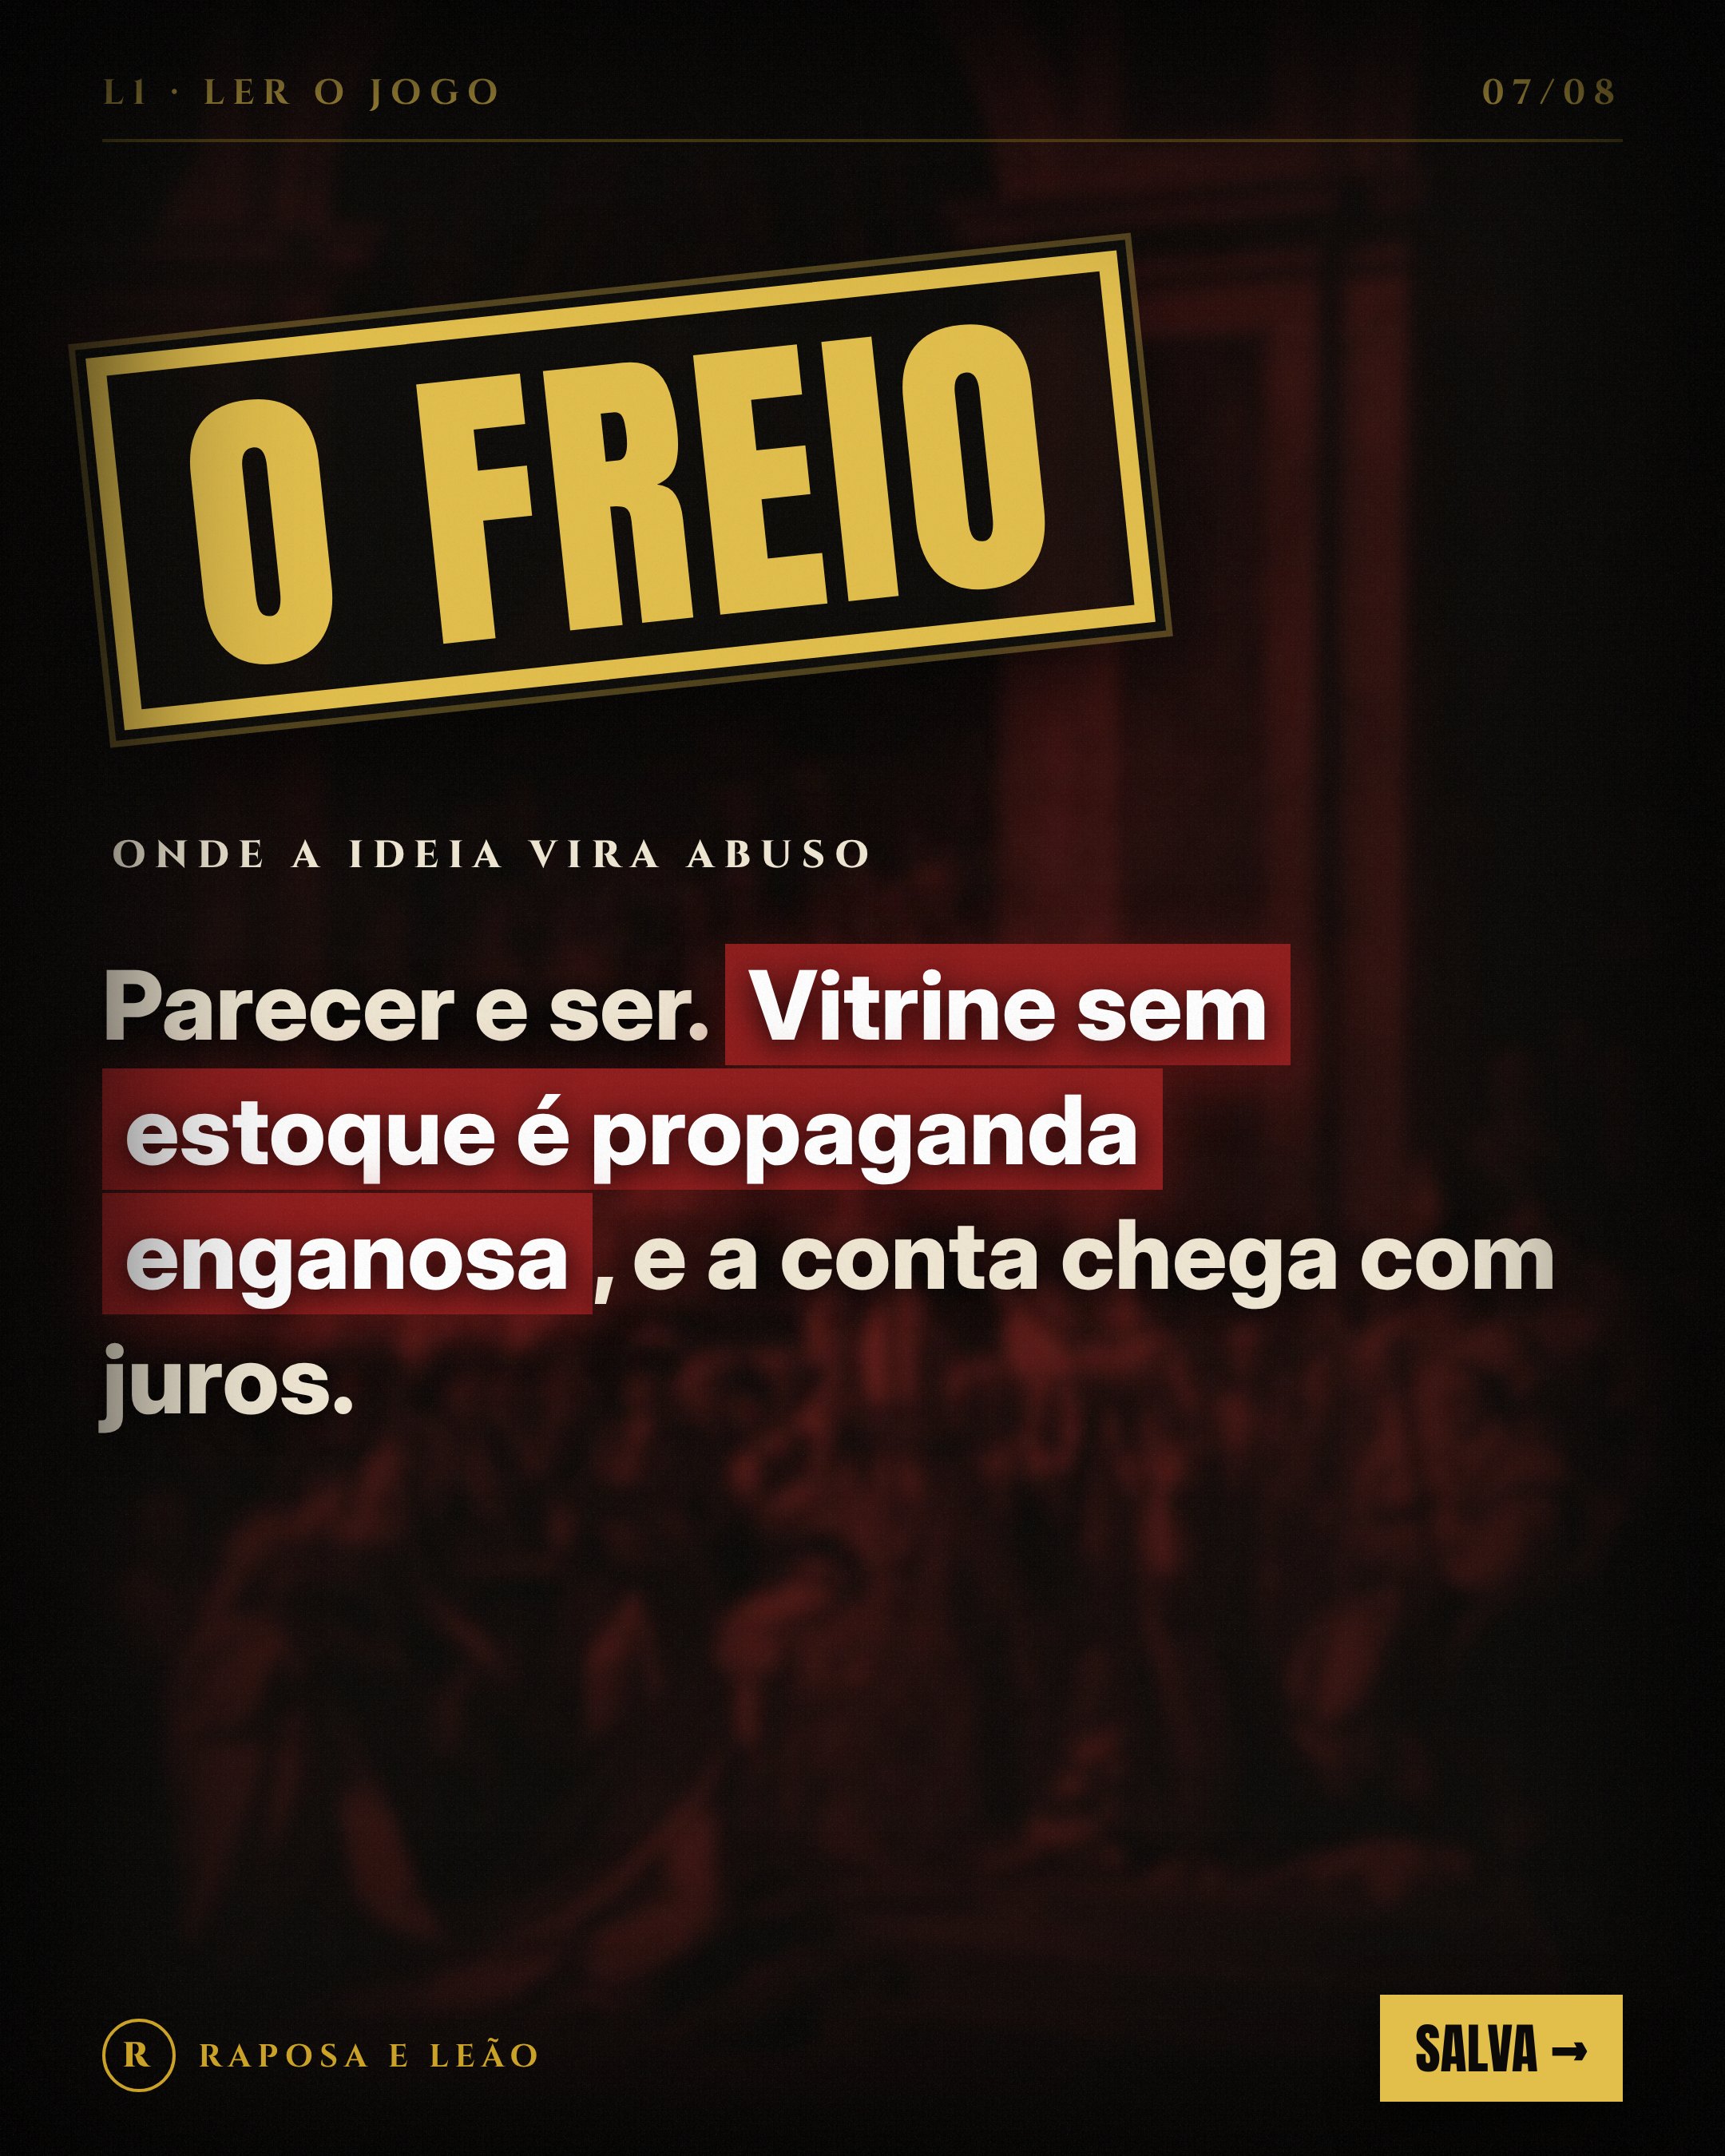 L1 · LER O JOGO
07/08
O FREIO
ONDE A IDEIA VIRA ABUSO
Parecer e ser. Vitrine sem
estoque é propaganda
enganosa, e a conta chega com
juros.
R RAPOSA E LEÃO
SALVA →